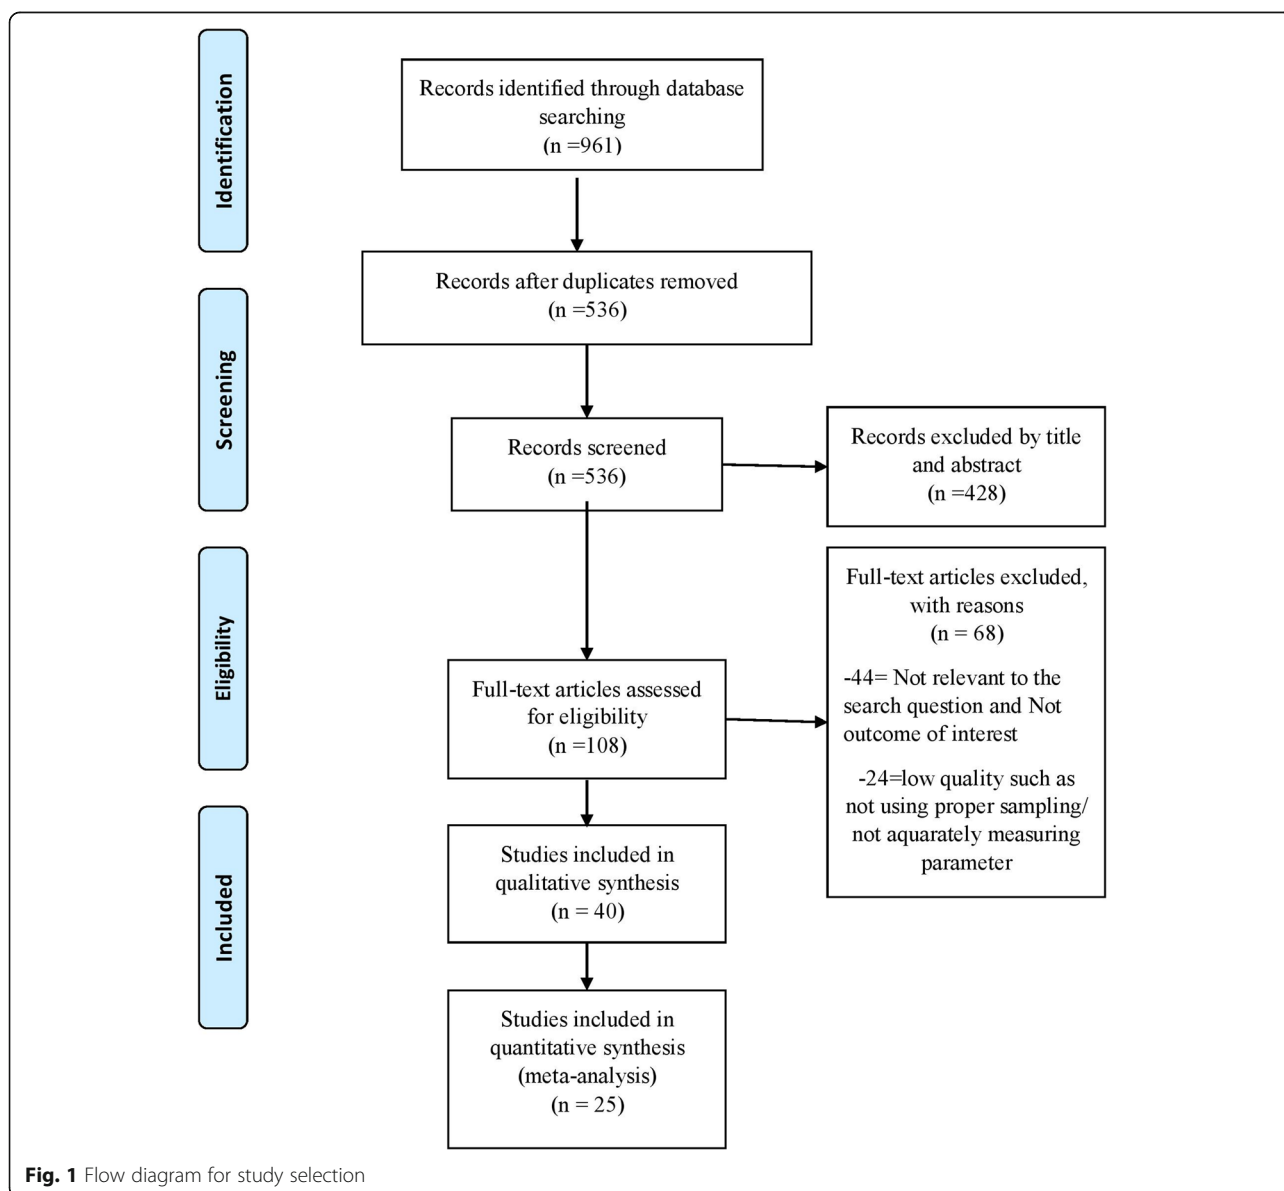 Identification
Records identified through database
searching
(n =961)
Records after duplicates removed
(n =536)
Screening
Records screened
(n =536)
Records excluded by title
and abstract
(n =428)
Eligibility
Full-text articles assessed
for eligibility
(n =108)
Full-text articles excluded,
with reasons
(n = 68)
-44= Not relevant to the
search question and Not
outcome of interest
-24=low quality such as
not using proper sampling/
not aquarately measuring
parameter
Included
Studies included in
qualitative synthesis
(n = 40)
Studies included in
quantitative synthesis
(meta-analysis)
(n = 25)
Fig. 1 Flow diagram for study selection